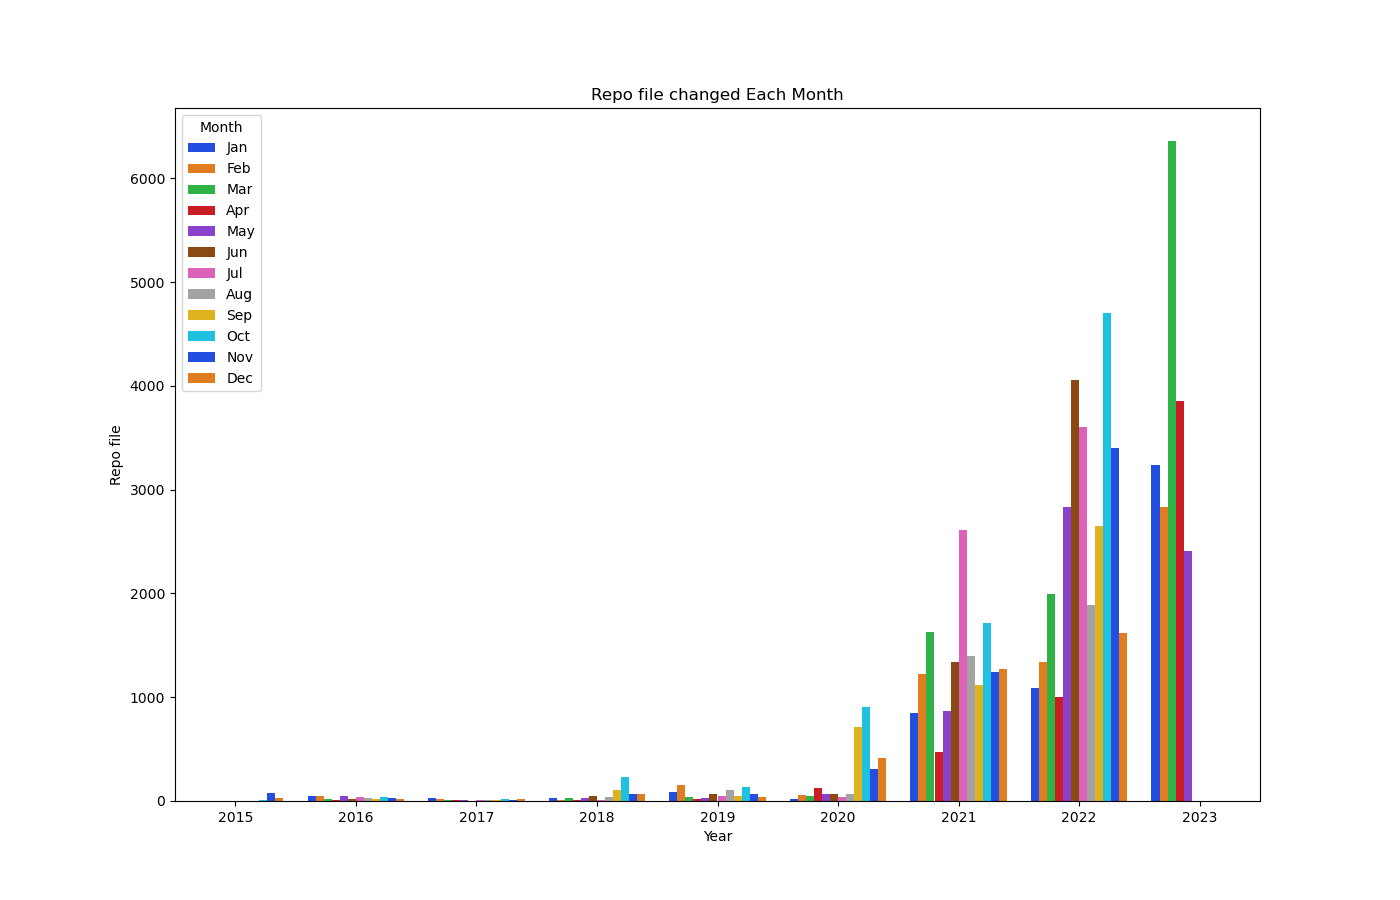 Repo file changed Each Month
Month
Jan
Feb
Mar
Apr
May
Jun
Jul
Aug
Sep
Oct
Nov
Dec
6000
5000
4000
3000
2000
1000
0
Repo file
2015 2016 2017 2018 2019 2020 2021 2022 2023
Year